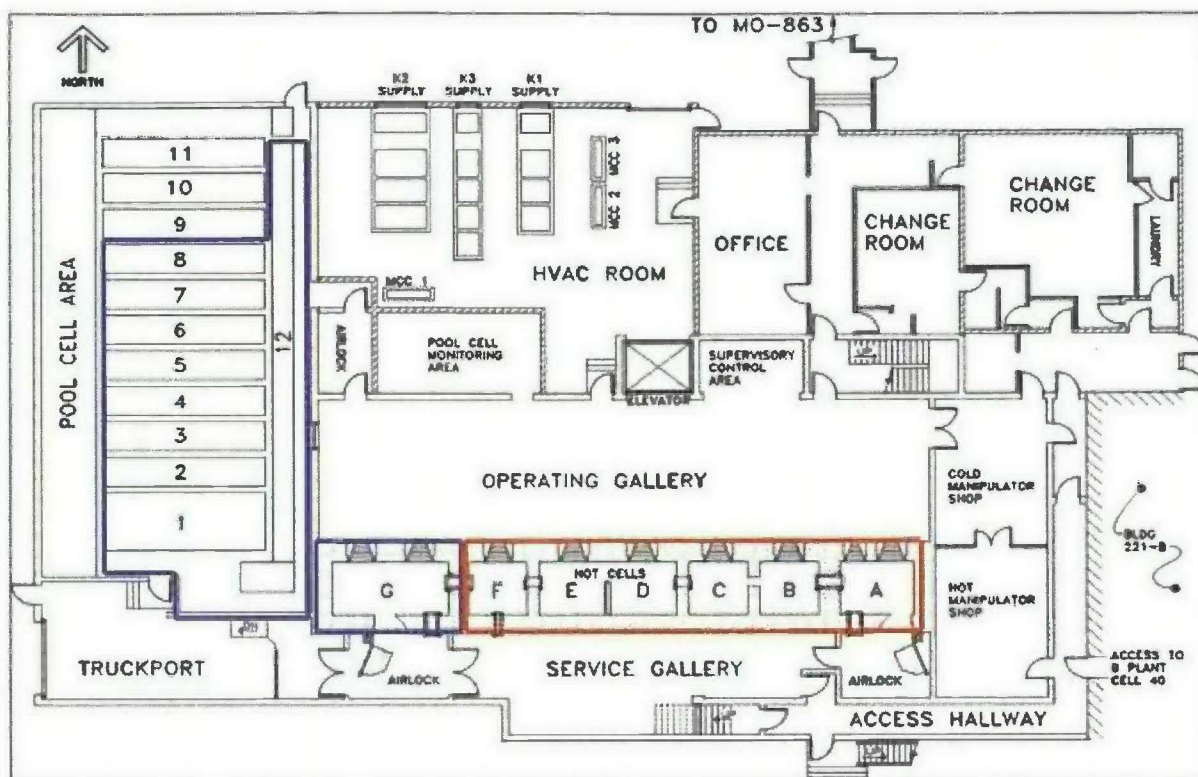 TO MO-863
NORTH
K2
SUPPLY
K3
SUPPLY
K1
SUPPLY
11
10
9
8
7
6
5
4
3
2
1
12
POOL CELL AREA
MCC 3
MCC 2
MCC 1
HVAC ROOM
OFFICE
CHANGE
ROOM
CHANGE
ROOM
LAUNDRY
AIRLOCK
POOL CELL
MONITORING
AREA
ELEVATOR
SUPERVISORY
CONTROL
AREA
UP
OPERATING GALLERY
COLD
MANIPULATOR
SHOP
BLDG
221-B
HOT CELLS
G
F
E
D
C
B
A
HOT
MANIPULATOR
SHOP
TRUCKPORT
DN
AIRLOCK
SERVICE GALLERY
AIRLOCK
ACCESS TO
B PLANT
CELL 40
ACCESS HALLWAY
UP